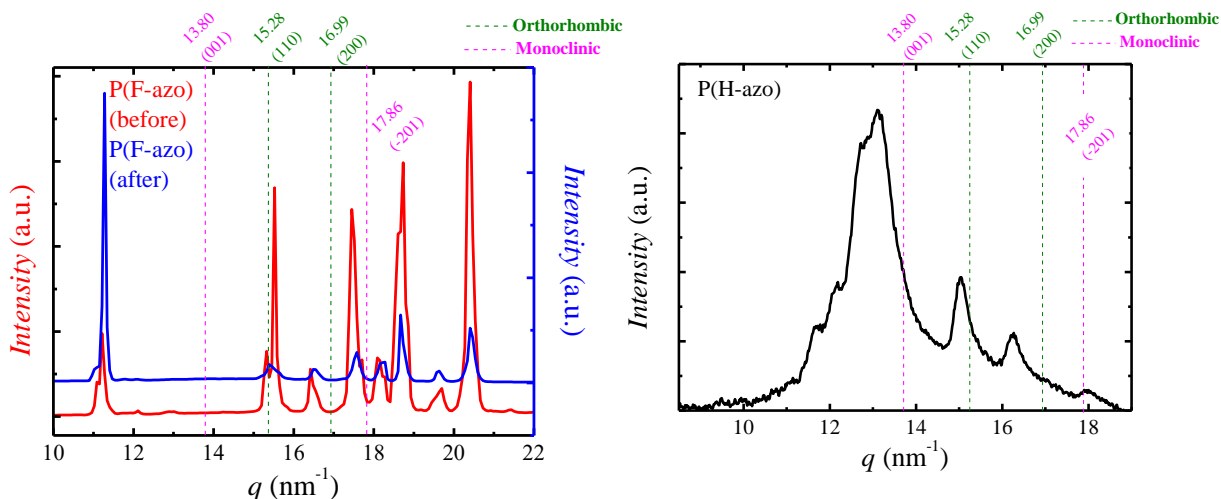 13.80
(001)
15.28
(110)
16.99
(200)
Orthorhombic
Monoclinic
P(F-azo)
(before)
P(F-azo)
(after)
17.86
(-201)
Intensity (a.u.)
Intensity (a.u.)
10 12 14 16 18 20 22
q (nm-1)
13.80
(001)
15.28
(110)
16.99
(200)
Orthorhombic
Monoclinic
P(H-azo)
17.86
(-201)
Intensity (a.u.)
10 12 14 16 18
q (nm-1)